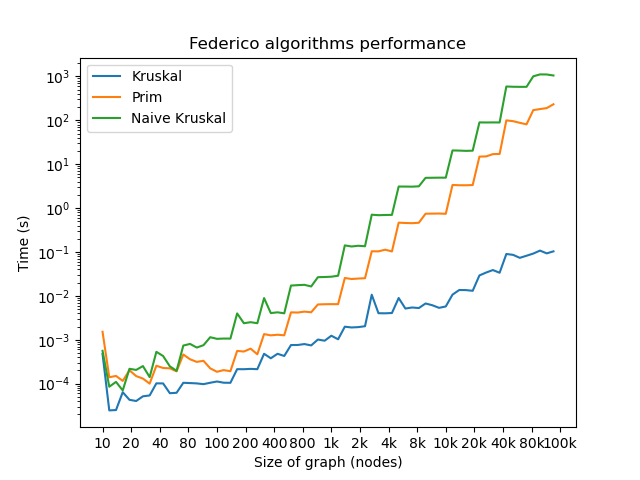 Federico algorithms performance
Kruskal
Prim
Naive Kruskal
Time (s)
10³
10²
10¹
10⁰
10⁻¹
10⁻²
10⁻³
10⁻⁴
10 20 40 80 100 200 400 800 1k 2k 4k 8k 10k 20k 40k 80k 100k
Size of graph (nodes)